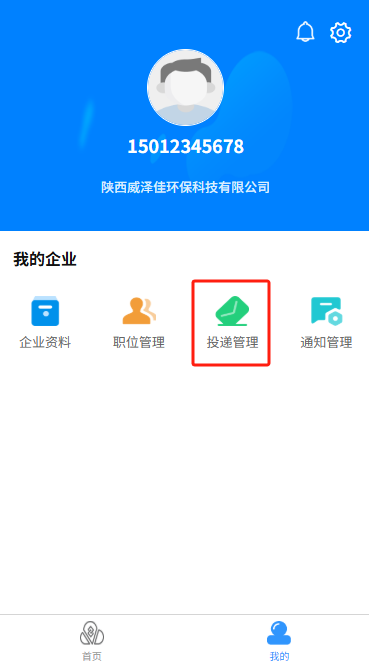 15012345678
陕西威泽佳环保科技有限公司
我的企业
企业资料
职位管理
投递管理
通知管理
首页
我的